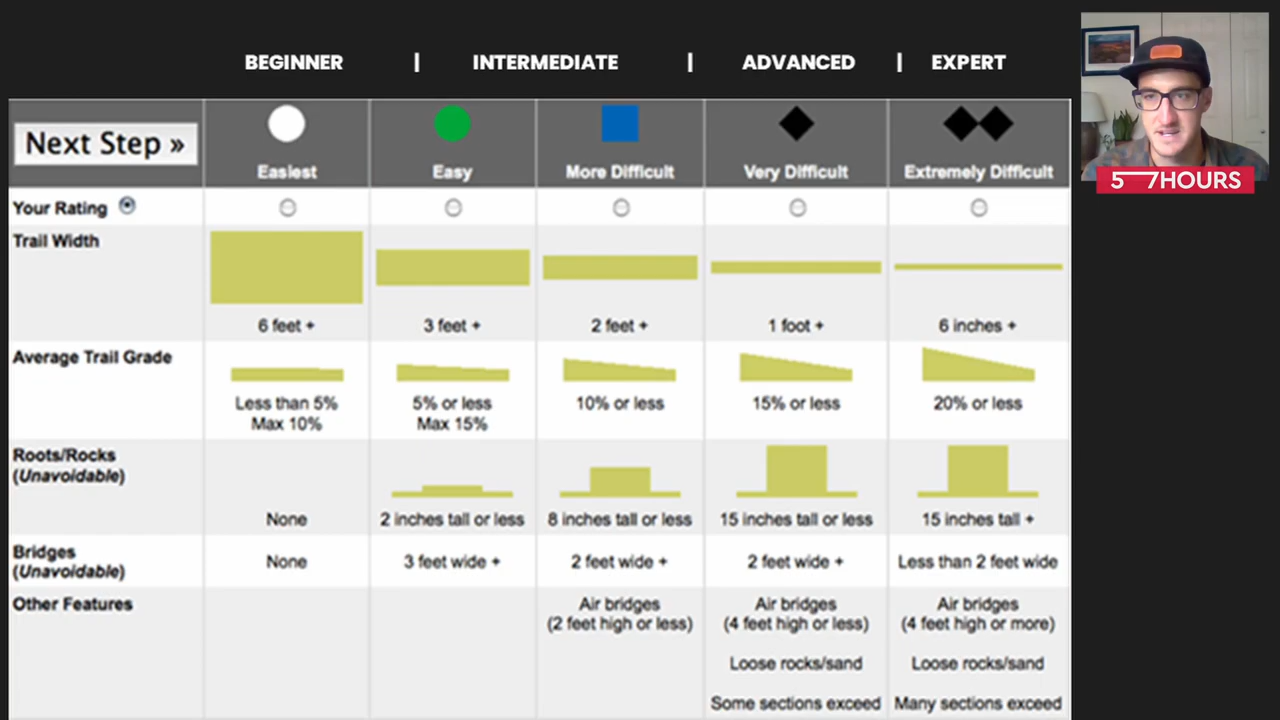 BEGINNER | INTERMEDIATE | ADVANCED | EXPERT
57HOURS
Next Step »
Easiest Easy More Difficult Very Difficult Extremely Difficult
Your Rating
Trail Width
6 feet + 3 feet + 2 feet + 1 foot + 6 inches +
Average Trail Grade
Less than 5% 5% or less 10% or less 15% or less 20% or less
Max 10% Max 15%
Roots/Rocks
(Unavoidable)
None 2 inches tall or less 8 inches tall or less 15 inches tall or less 15 inches tall +
Bridges
(Unavoidable)
None 3 feet wide + 2 feet wide + 2 feet wide + Less than 2 feet wide
Other Features
Air bridges Air bridges Air bridges
(2 feet high or less) (4 feet high or less) (4 feet high or more)
Loose rocks/sand Loose rocks/sand
Some sections exceed Many sections exceed